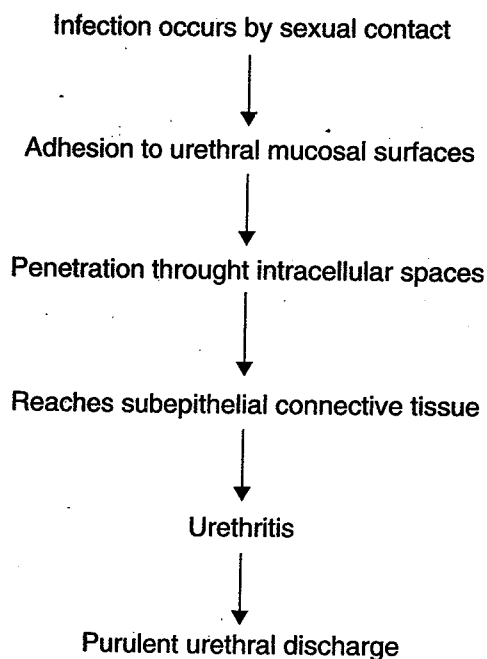 Infection occurs by sexual contact
Adhesion to urethral mucosal surfaces
Penetration throught intracellular spaces
Reaches subepithelial connective tissue
Urethritis
Purulent urethral discharge